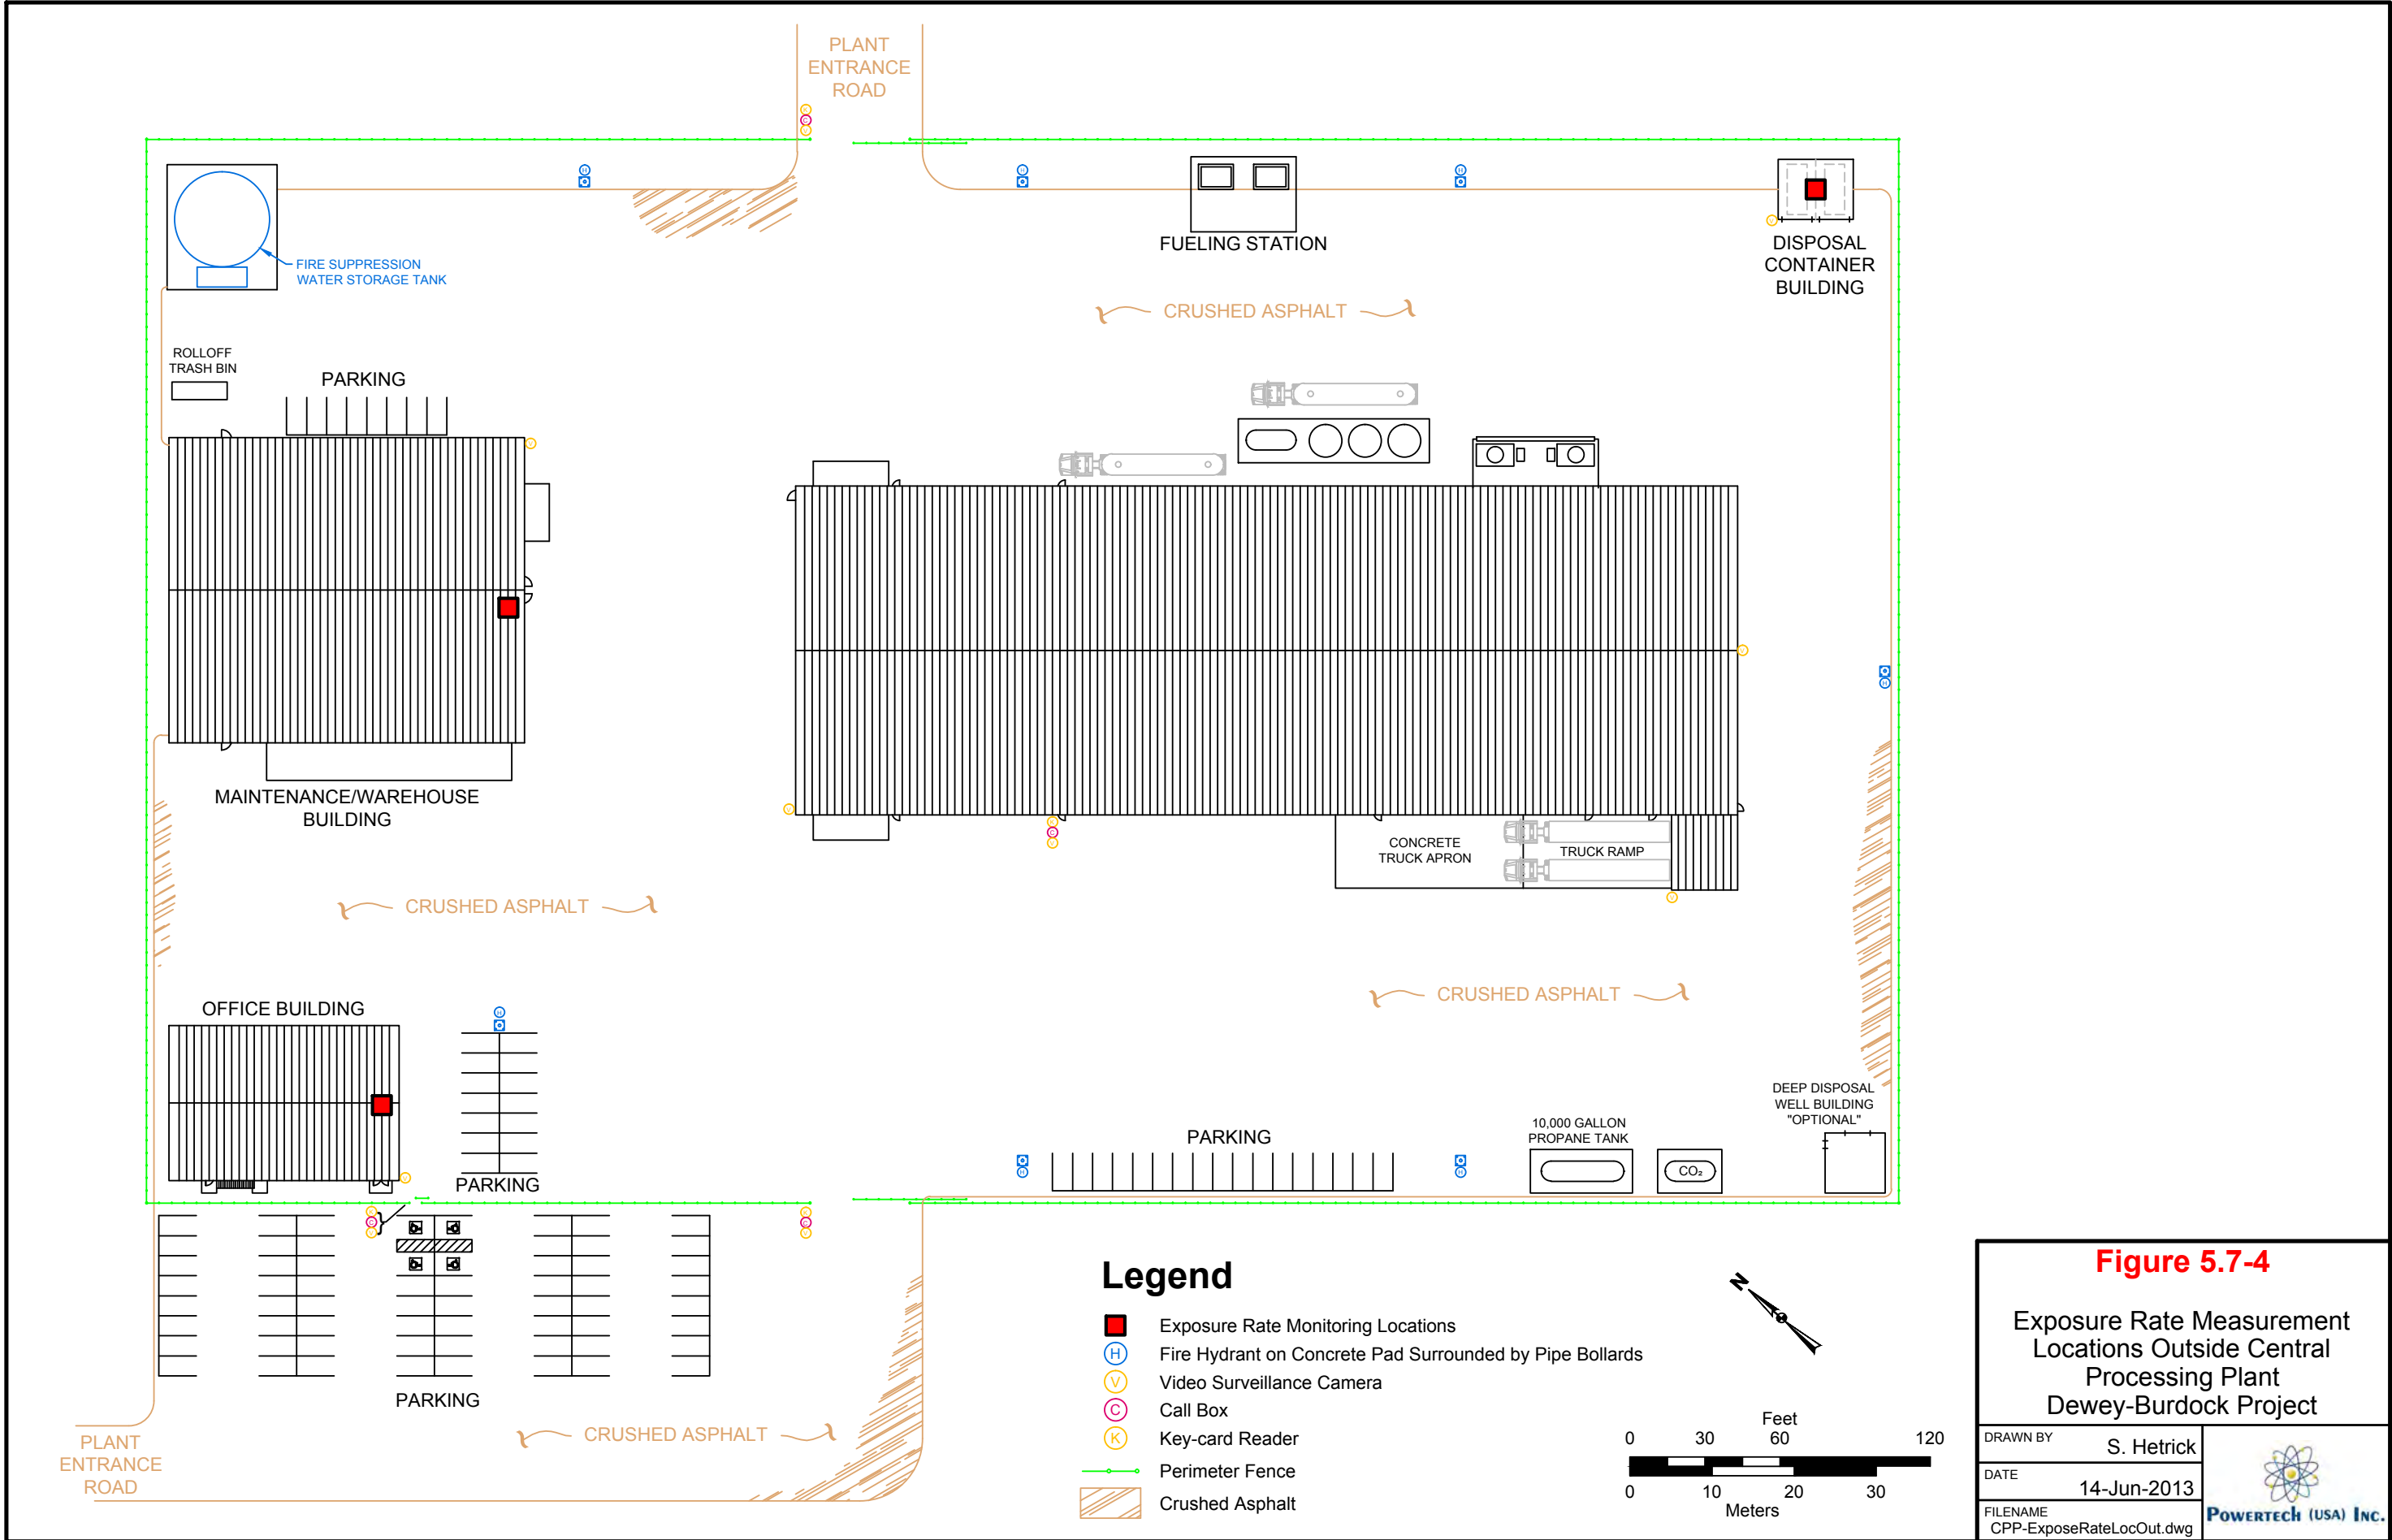 PLANT
ENTRANCE
ROAD
K
C
V
H
H
H
FUELING STATION
V
DISPOSAL
CONTAINER
BUILDING
FIRE SUPPRESSION
WATER STORAGE TANK
CRUSHED ASPHALT
ROLLOFF
TRASH BIN
PARKING
V
V
H
MAINTENANCE/WAREHOUSE
BUILDING
V
K
C
V
CONCRETE
TRUCK APRON
TRUCK RAMP
V
CRUSHED ASPHALT
CRUSHED ASPHALT
OFFICE BUILDING
H
DEEP DISPOSAL
WELL BUILDING
"OPTIONAL"
10,000 GALLON
PROPANE TANK
PARKING
H
H
CO₂
V
PARKING
K
C
V
K
C
V
PARKING
CRUSHED ASPHALT
PLANT
ENTRANCE
ROAD
Legend
Exposure Rate Monitoring Locations
H Fire Hydrant on Concrete Pad Surrounded by Pipe Bollards
V Video Surveillance Camera
C Call Box
K Key-card Reader
Perimeter Fence
Crushed Asphalt
N
Feet
0 30 60 120
0 10 20 30
Meters
Figure 5.7-4
Exposure Rate Measurement
Locations Outside Central
Processing Plant
Dewey-Burdock Project
DRAWN BY S. Hetrick
DATE 14-Jun-2013
FILENAME
CPP-ExposeRateLocOut.dwg
POWERTECH (USA) INC.